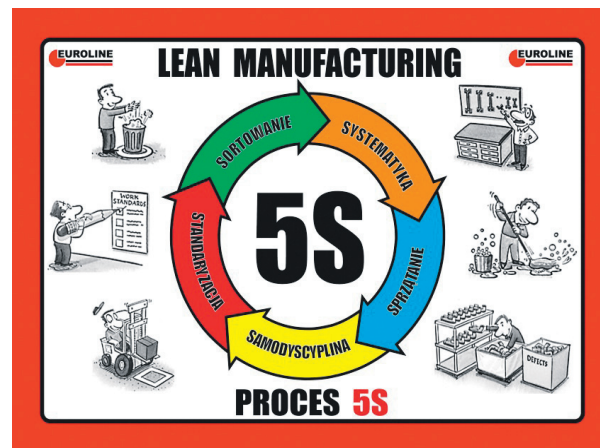 EUROLINE
EUROLINE
LEAN MANUFACTURING
SORTOWANIE
SYSTEMATYKA
WORK
STANDARDS
5S
STANDARYZACJA
SPRZĄTANIE
SAMODYSCYPLINA
DEFECTS
PROCES 5S